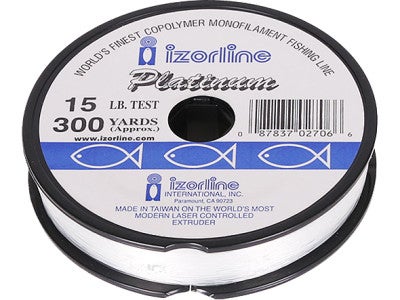 WORLD'S FINEST COPOLYMER MONOFILAMENT FISHING LINE
izorline
Platinum
15 LB. TEST
300 YARDS
(Approx.)
www.izorline.com
0 87837 02706 6
izorline
INTERNATIONAL, INC.
Paramount, CA 90723
MADE IN TAIWAN ON THE WORLD'S MOST
MODERN LASER CONTROLLED
EXTRUDER